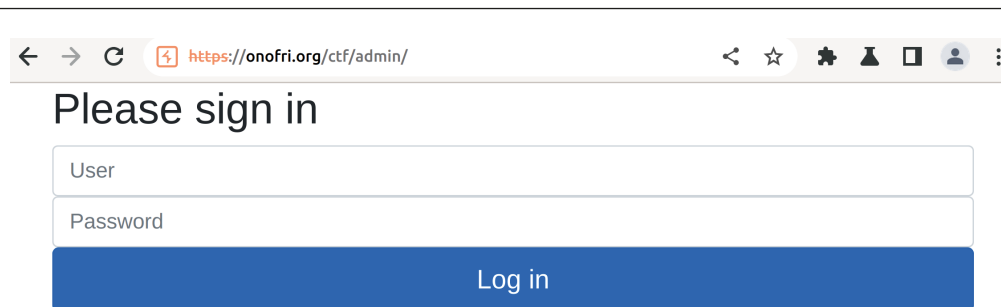 https://onofri.org/ctf/admin/
Please sign in
User
Password
Log in